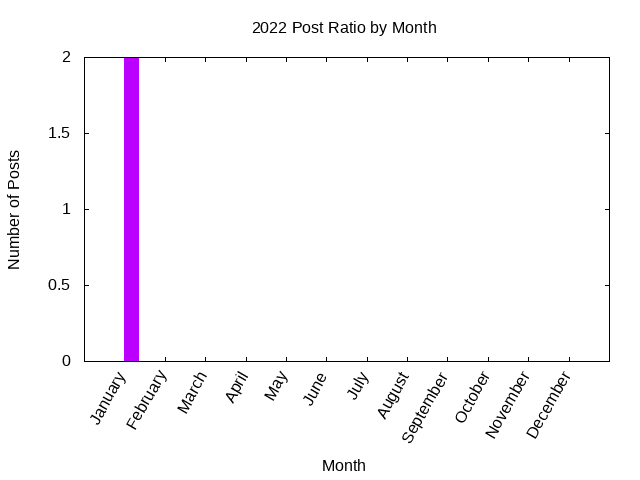 2022 Post Ratio by Month
2
1.5
1
0.5
0
Number of Posts
January
February
March
April
May
June
July
August
September
October
November
December
Month